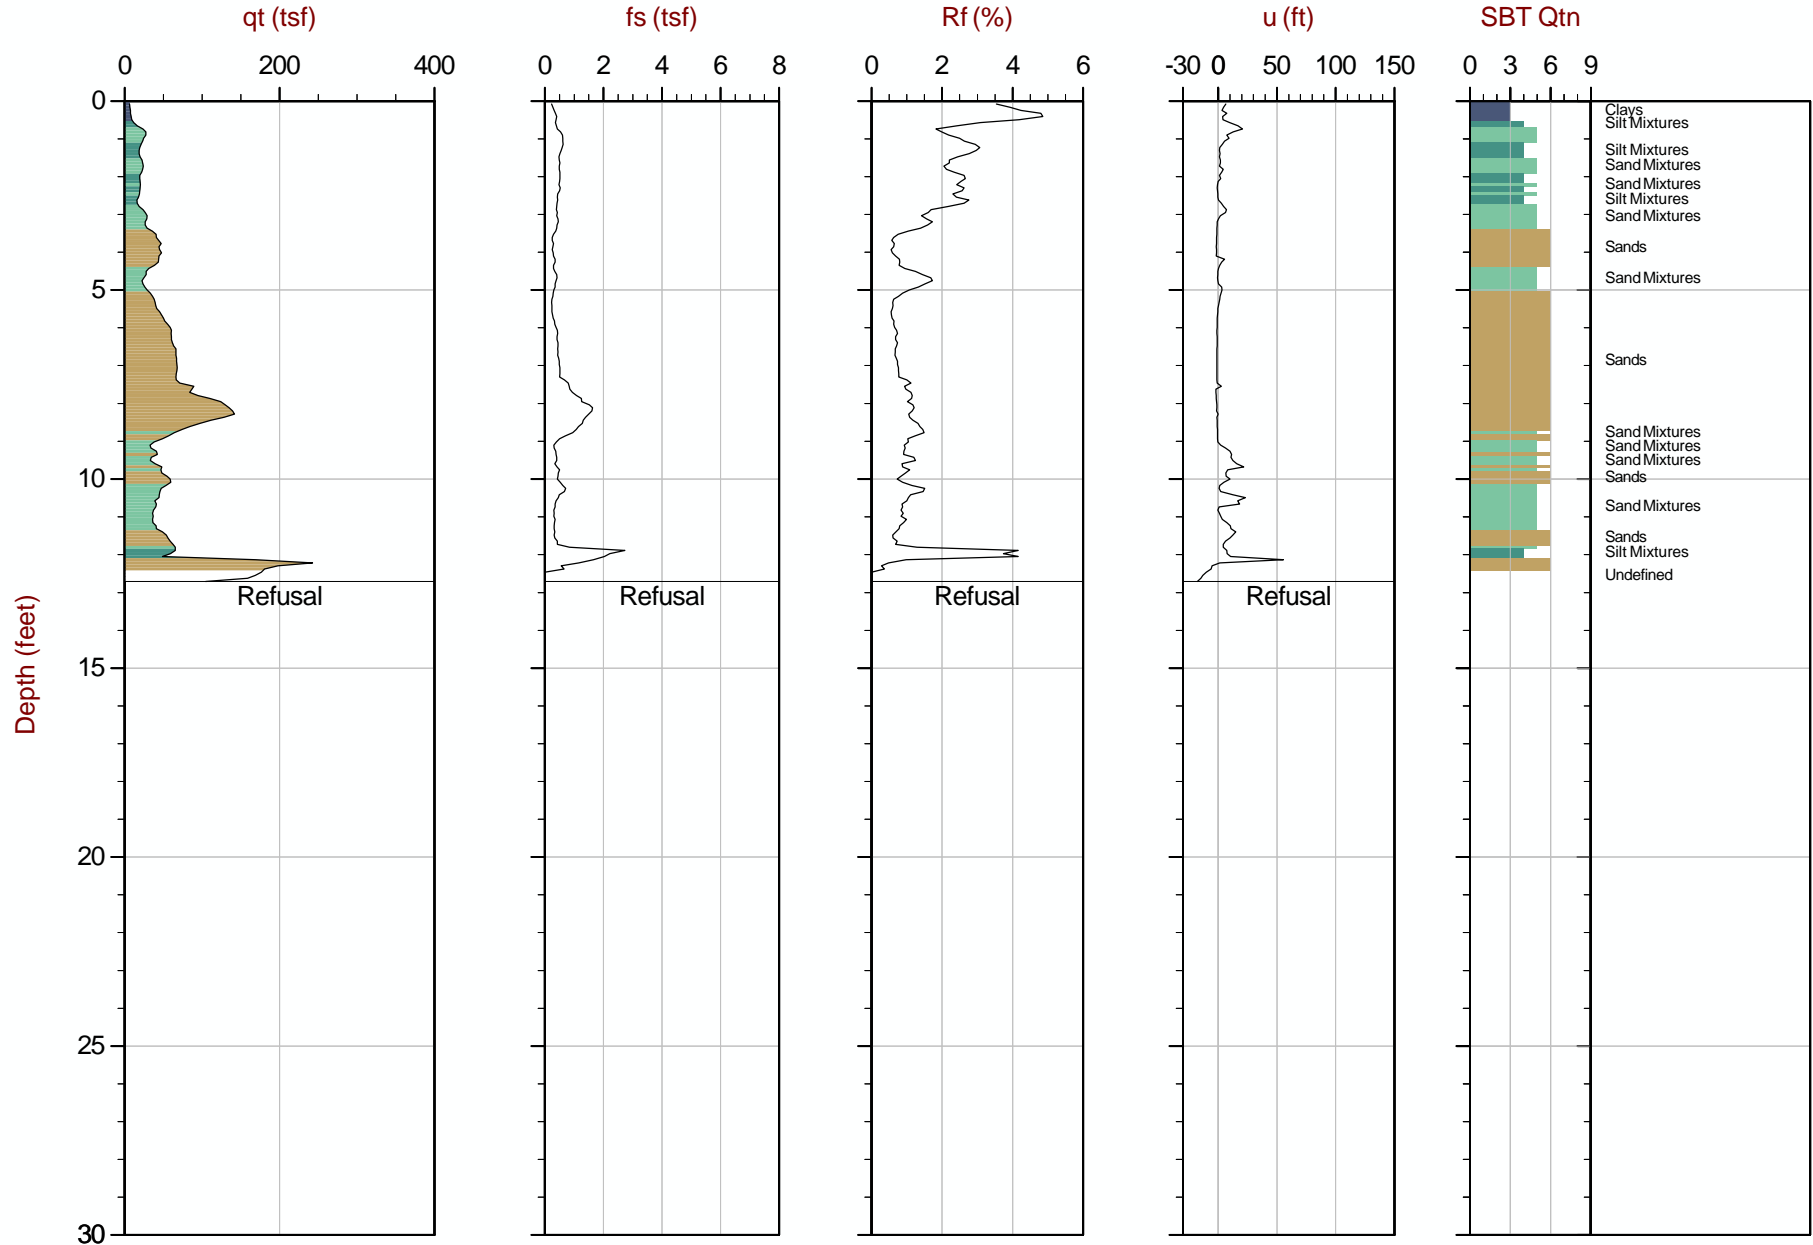 qt (tsf) fs (tsf) Rf (%) u (ft) SBT Qtn
0 200 400 0 2 4 6 8 0 2 4 6 -30 0 50 100 150 0 3 6 9
0
Clays
Silt Mixtures
Silt Mixtures
Sand Mixtures
Sand Mixtures
Silt Mixtures
Sand Mixtures
Sands
Sand Mixtures
5
Sands
Sand Mixtures
Sand Mixtures
Sand Mixtures
10
Sands
Sand Mixtures
Sands
Silt Mixtures
Undefined
Refusal Refusal Refusal Refusal
Depth (feet)
15
20
25
30